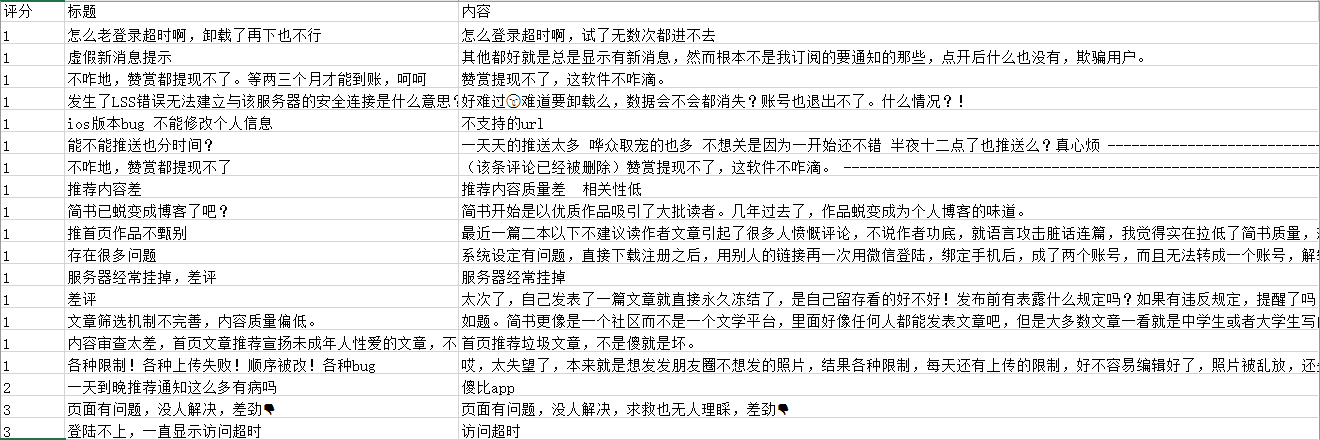 评分 标题 内容
1 怎么老登录超时啊，卸载了再下也不行 怎么登录超时啊，试了无数次都进不去
1 虚假新消息提示 其他都好就是总是显示有新消息，然而根本不是我订阅的要通知的那些，点开后什么也没有，欺骗用户。
1 不咋地，赞赏都提现不了。等两三个月才能到账，呵呵 赞赏提现不了，这软件不咋滴。
1 发生了LSS错误无法建立与该服务器的安全连接是什么意思？ 好难过😪难道要卸载么，数据会不会都消失？账号也退出不了。什么情况？！
1 ios版本bug 不能修改个人信息 不支持的url
1 能不能推送也分时间？ 一天天的推送太多 哗众取宠的也多 不想关是因为一开始还不错 半夜十二点了也推送么？真心烦 ----------------------------
1 不咋地，赞赏都提现不了 （该条评论已经被删除）赞赏提现不了，这软件不咋滴。 ------------------------------------------------------------
1 推荐内容差 推荐内容质量差 相关性低
1 简书已蜕变成博客了吧？ 简书开始是以优质作品吸引了大批读者。几年过去了，作品蜕变成为个人博客的味道。
1 推首页作品不甄别 最近一篇二本以下不建议读作者文章引起了很多人愤慨评论，不说作者功底，就语言攻击脏话连篇，我觉得实在拉低了简书质量，
1 存在很多问题 系统设定有问题，直接下载注册之后，用别人的链接再一次用微信登陆，绑定手机后，成了两个账号，而且无法转成一个账号，
1 服务器经常挂掉，差评 服务器经常挂掉
1 差评 太次了，自己发表了一篇文章就直接永久冻结了，是自己留存看的好不好！发布前有表露什么规定吗？如果有违反规定，提醒了吗
1 文章筛选机制不完善，内容质量偏低。 如题。简书更像是一个社区而不是一个文学平台，里面好像任何人都能发表文章吧，但是大多数文章一看就是中学生或者大学生写
1 内容审查太差，首页文章推荐宣扬未成年人性爱的文章，不 首页推荐垃圾文章，不是傻就是坏。
1 各种限制！各种上传失败！顺序被改！各种bug 哎，太失望了，本来就是想发发朋友圈不想发的照片，结果各种限制，每天还有上传的限制，好不容易编辑好了，照片被乱放，还
2 一天到晚推荐通知这么多有病吗 傻比app
3 页面有问题，没人解决，差劲👎 页面有问题，没人解决，求救也无人理睬，差劲👎
3 登陆不上，一直显示访问超时 访问超时